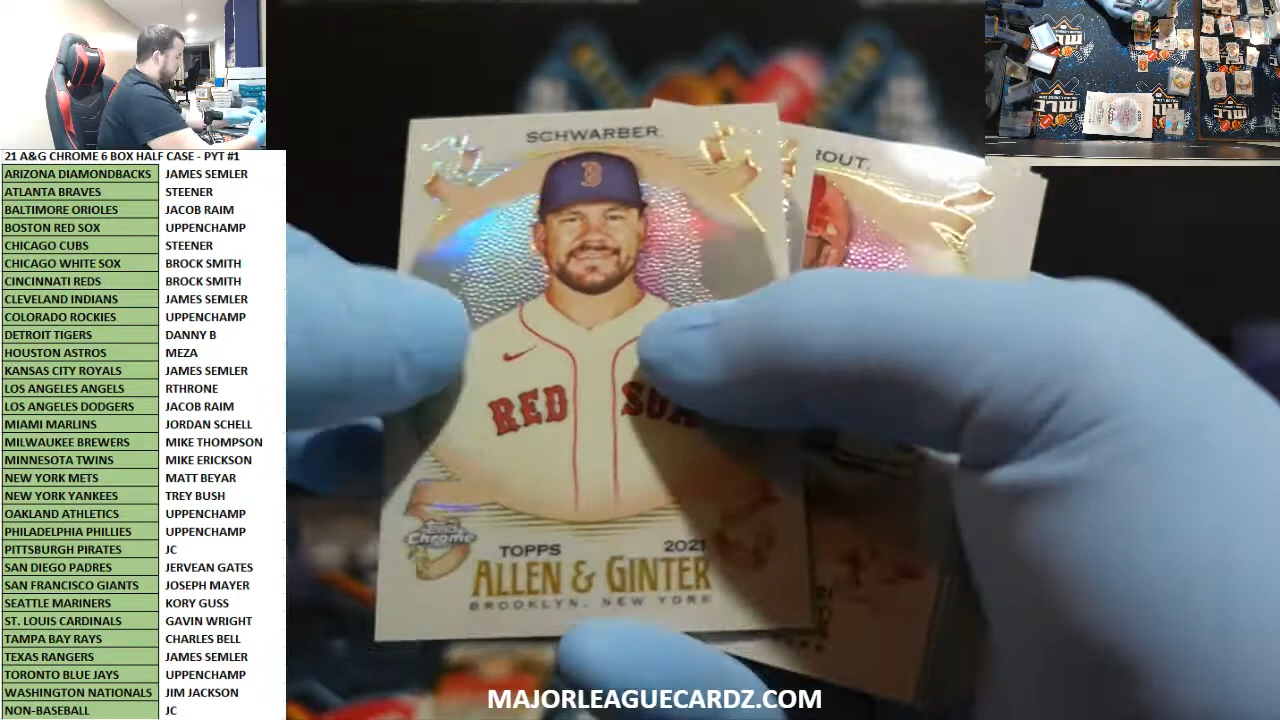 21 A&G CHROME 6 BOX HALF CASE - PYT #1
ARIZONA DIAMONDBACKS JAMES SEMLER
ATLANTA BRAVES STEENER
BALTIMORE ORIOLES JACOB RAIM
BOSTON RED SOX UPPENCHAMP
CHICAGO CUBS STEENER
CHICAGO WHITE SOX BROCK SMITH
CINCINNATI REDS BROCK SMITH
CLEVELAND INDIANS JAMES SEMLER
COLORADO ROCKIES UPPENCHAMP
DETROIT TIGERS DANNY B
HOUSTON ASTROS MEZA
KANSAS CITY ROYALS JAMES SEMLER
LOS ANGELES ANGELS RTHRONE
LOS ANGELES DODGERS JACOB RAIM
MIAMI MARLINS JORDAN SCHELL
MILWAUKEE BREWERS MIKE THOMPSON
MINNESOTA TWINS MIKE ERICKSON
NEW YORK METS MATT BEYAR
NEW YORK YANKEES TREY BUSH
OAKLAND ATHLETICS UPPENCHAMP
PHILADELPHIA PHILLIES UPPENCHAMP
PITTSBURGH PIRATES JC
SAN DIEGO PADRES JERVEAN GATES
SAN FRANCISCO GIANTS JOSEPH MAYER
SEATTLE MARINERS KORY GUSS
ST. LOUIS CARDINALS GAVIN WRIGHT
TAMPA BAY RAYS CHARLES BELL
TEXAS RANGERS JAMES SEMLER
TORONTO BLUE JAYS UPPENCHAMP
WASHINGTON NATIONALS JIM JACKSON
NON-BASEBALL JC
SCHWARBER
ROUT
B
RED SOX
Topps
Chrome
TOPPS 2021
ALLEN & GINTER
BROOKLYN, NEW YORK
MLC
MAJORLEAGUECARDZ.COM